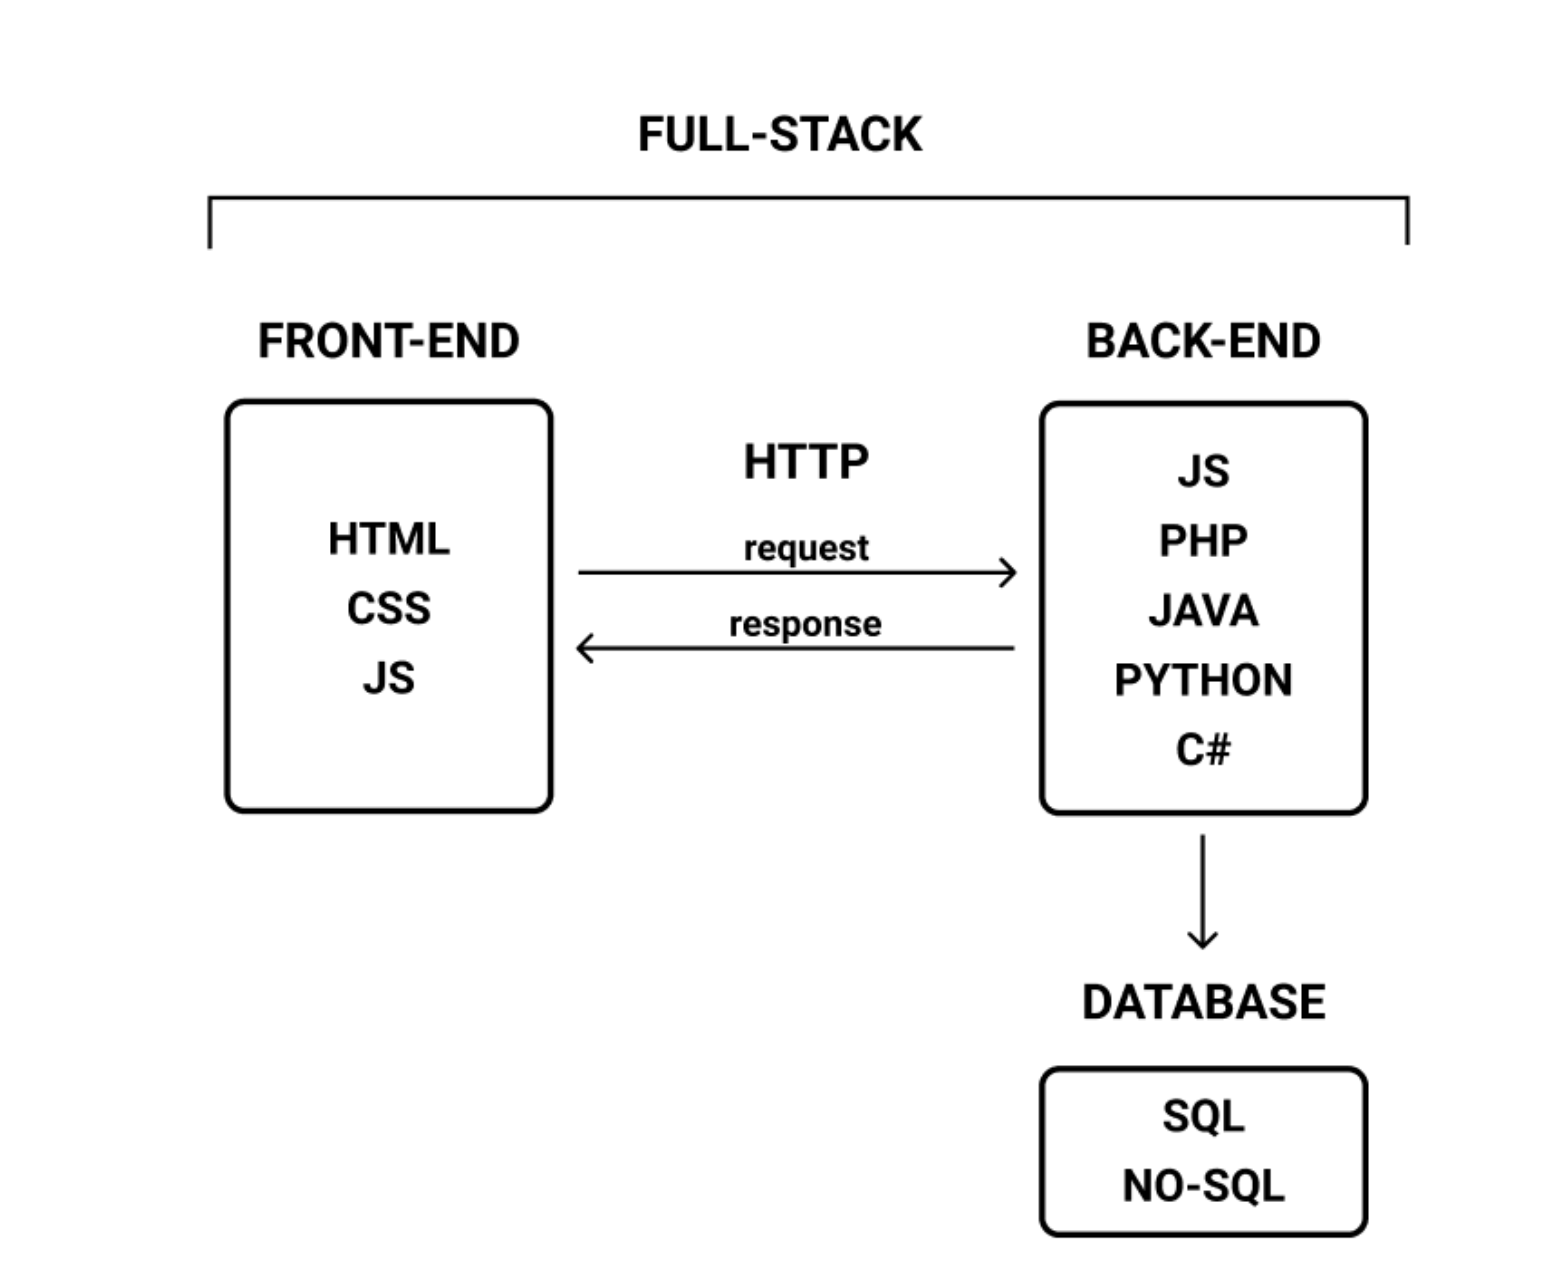 FULL-STACK
FRONT-END
HTML
CSS
JS
HTTP
request
response
BACK-END
JS
PHP
JAVA
PYTHON
C#
DATABASE
SQL
NO-SQL